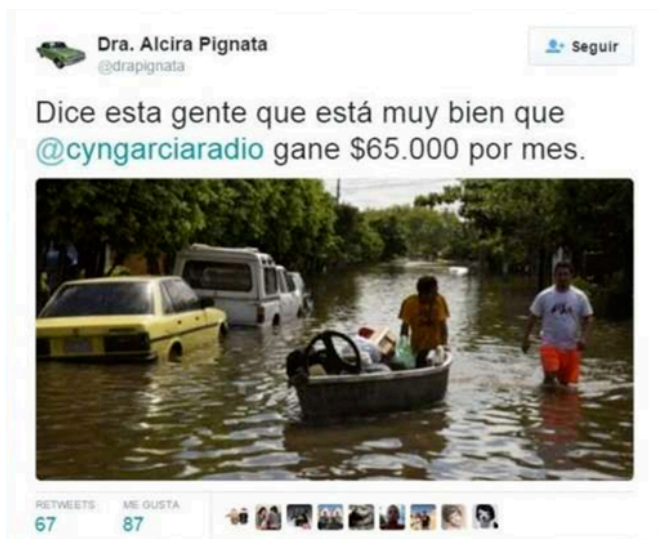 Dra. Alcira Pignata
@drapignata
Seguir
Dice esta gente que está muy bien que
@cyngarciaradio gane $65.000 por mes.
RETWEETS ME GUSTA
67 87